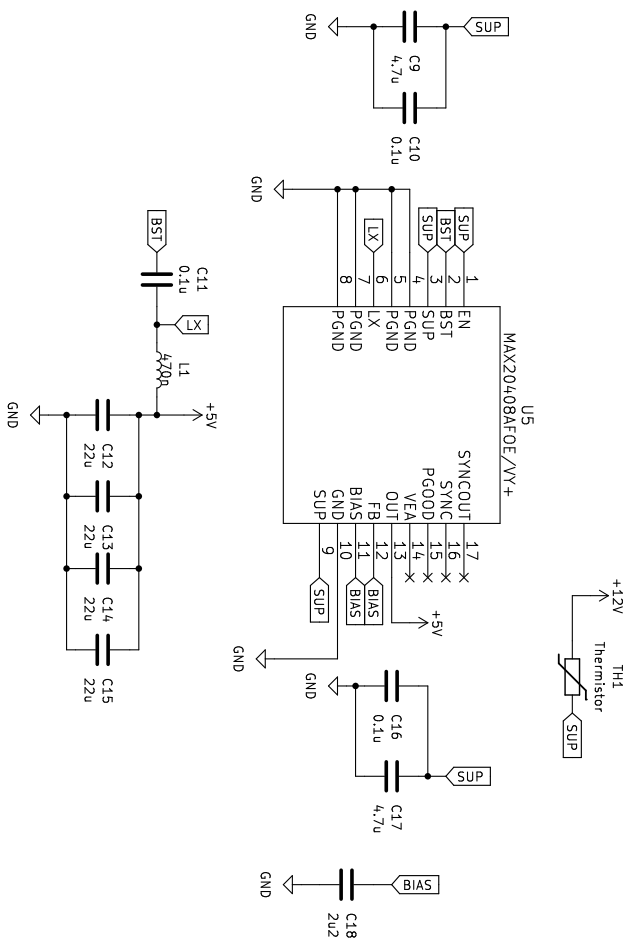 +12V
TH1
Thermistor
SUP
SUP
C9
4.7u
C10
0.1u
GND
U5
MAX20408AFOE/VY+
SUP 1 EN
BST 2 BST
SUP 3 SUP
4 PGND
5 PGND
LX 6 LX
7 PGND
8 PGND
GND
SYNCOUT 17
SYNC 16
PGOOD 15
VEA 14
OUT 13
+5V
FB 12 BIAS
BIAS 11 BIAS
GND 10
SUP 9 SUP
GND
SUP
C16
0.1u
C17
4.7u
GND
BIAS
C18
2u2
GND
BST
C11
0.1u
LX
L1
470n
+5V
C12
22u
C13
22u
C14
22u
C15
22u
GND